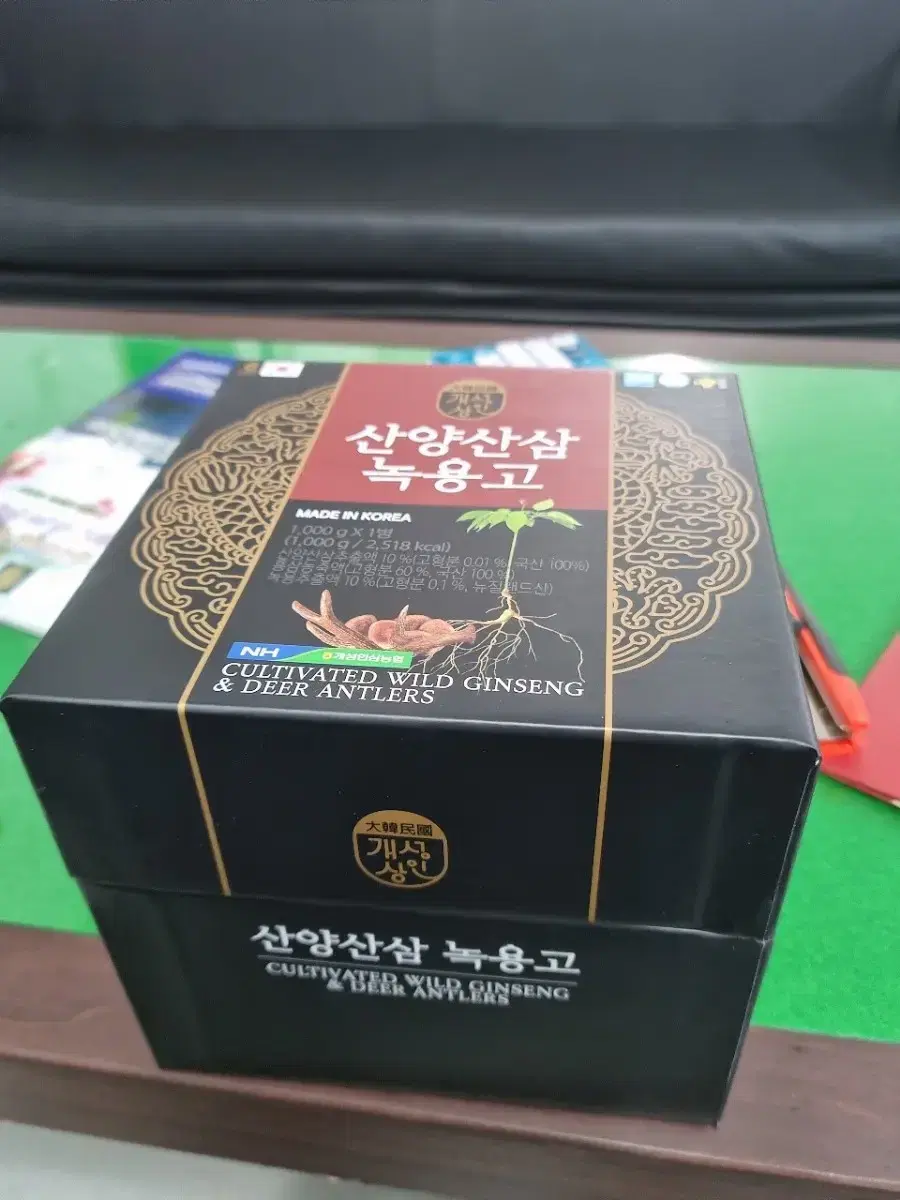 大韓民國
개성
상인
산양산삼
녹용고
MADE IN KOREA
1,000 g X 1병
(1,000 g / 2,518 kcal)
산양산삼추출액 10 %(고형분 0.01 %, 국산 100%)
홍삼농축액(고형분 60 %, 국산 100 %)
녹용추출액 10 %(고형분 0.1 %, 뉴질랜드산)
NH 개성인삼농협
CULTIVATED WILD GINSENG
& DEER ANTLERS
大韓民國
개성
상인
산양산삼 녹용고
CULTIVATED WILD GINSENG
& DEER ANTLERS